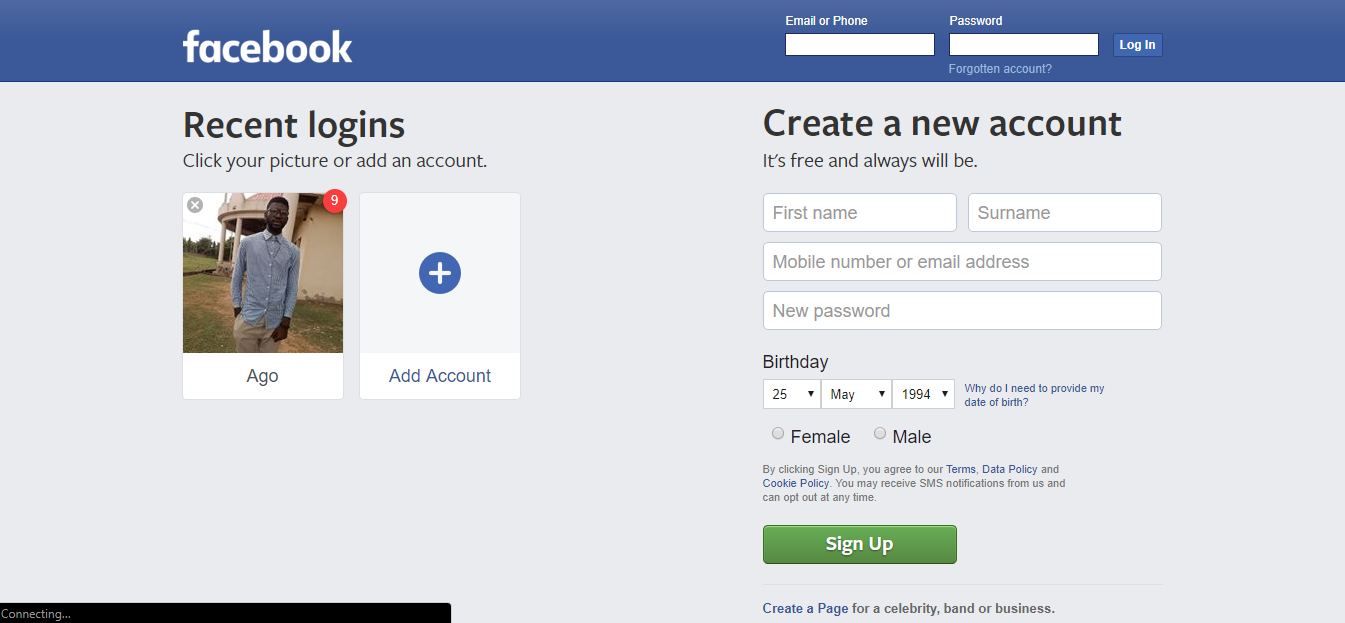 facebook
Email or Phone
Password
Log In
Forgotten account?
Recent logins
Click your picture or add an account.
9
Ago
Add Account
Create a new account
It's free and always will be.
First name
Surname
Mobile number or email address
New password
Birthday
25 May 1994
Why do I need to provide my
date of birth?
Female Male
By clicking Sign Up, you agree to our Terms, Data Policy and
Cookie Policy. You may receive SMS notifications from us and
can opt out at any time.
Sign Up
Create a Page for a celebrity, band or business.
Connecting...